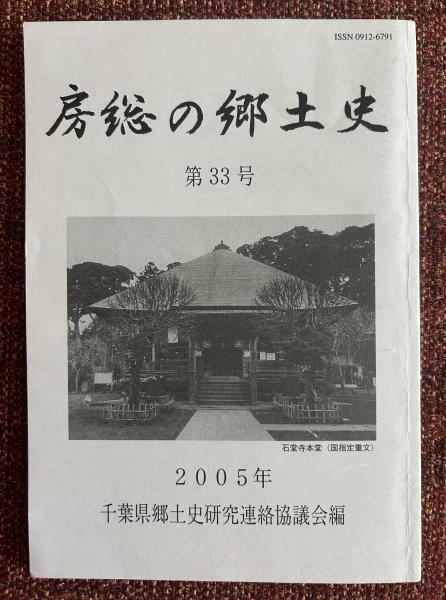 ISSN 0912-6791
房総の郷土史
第33号
石堂寺本堂（国指定重文）
2005年
千葉県郷土史研究連絡協議会編